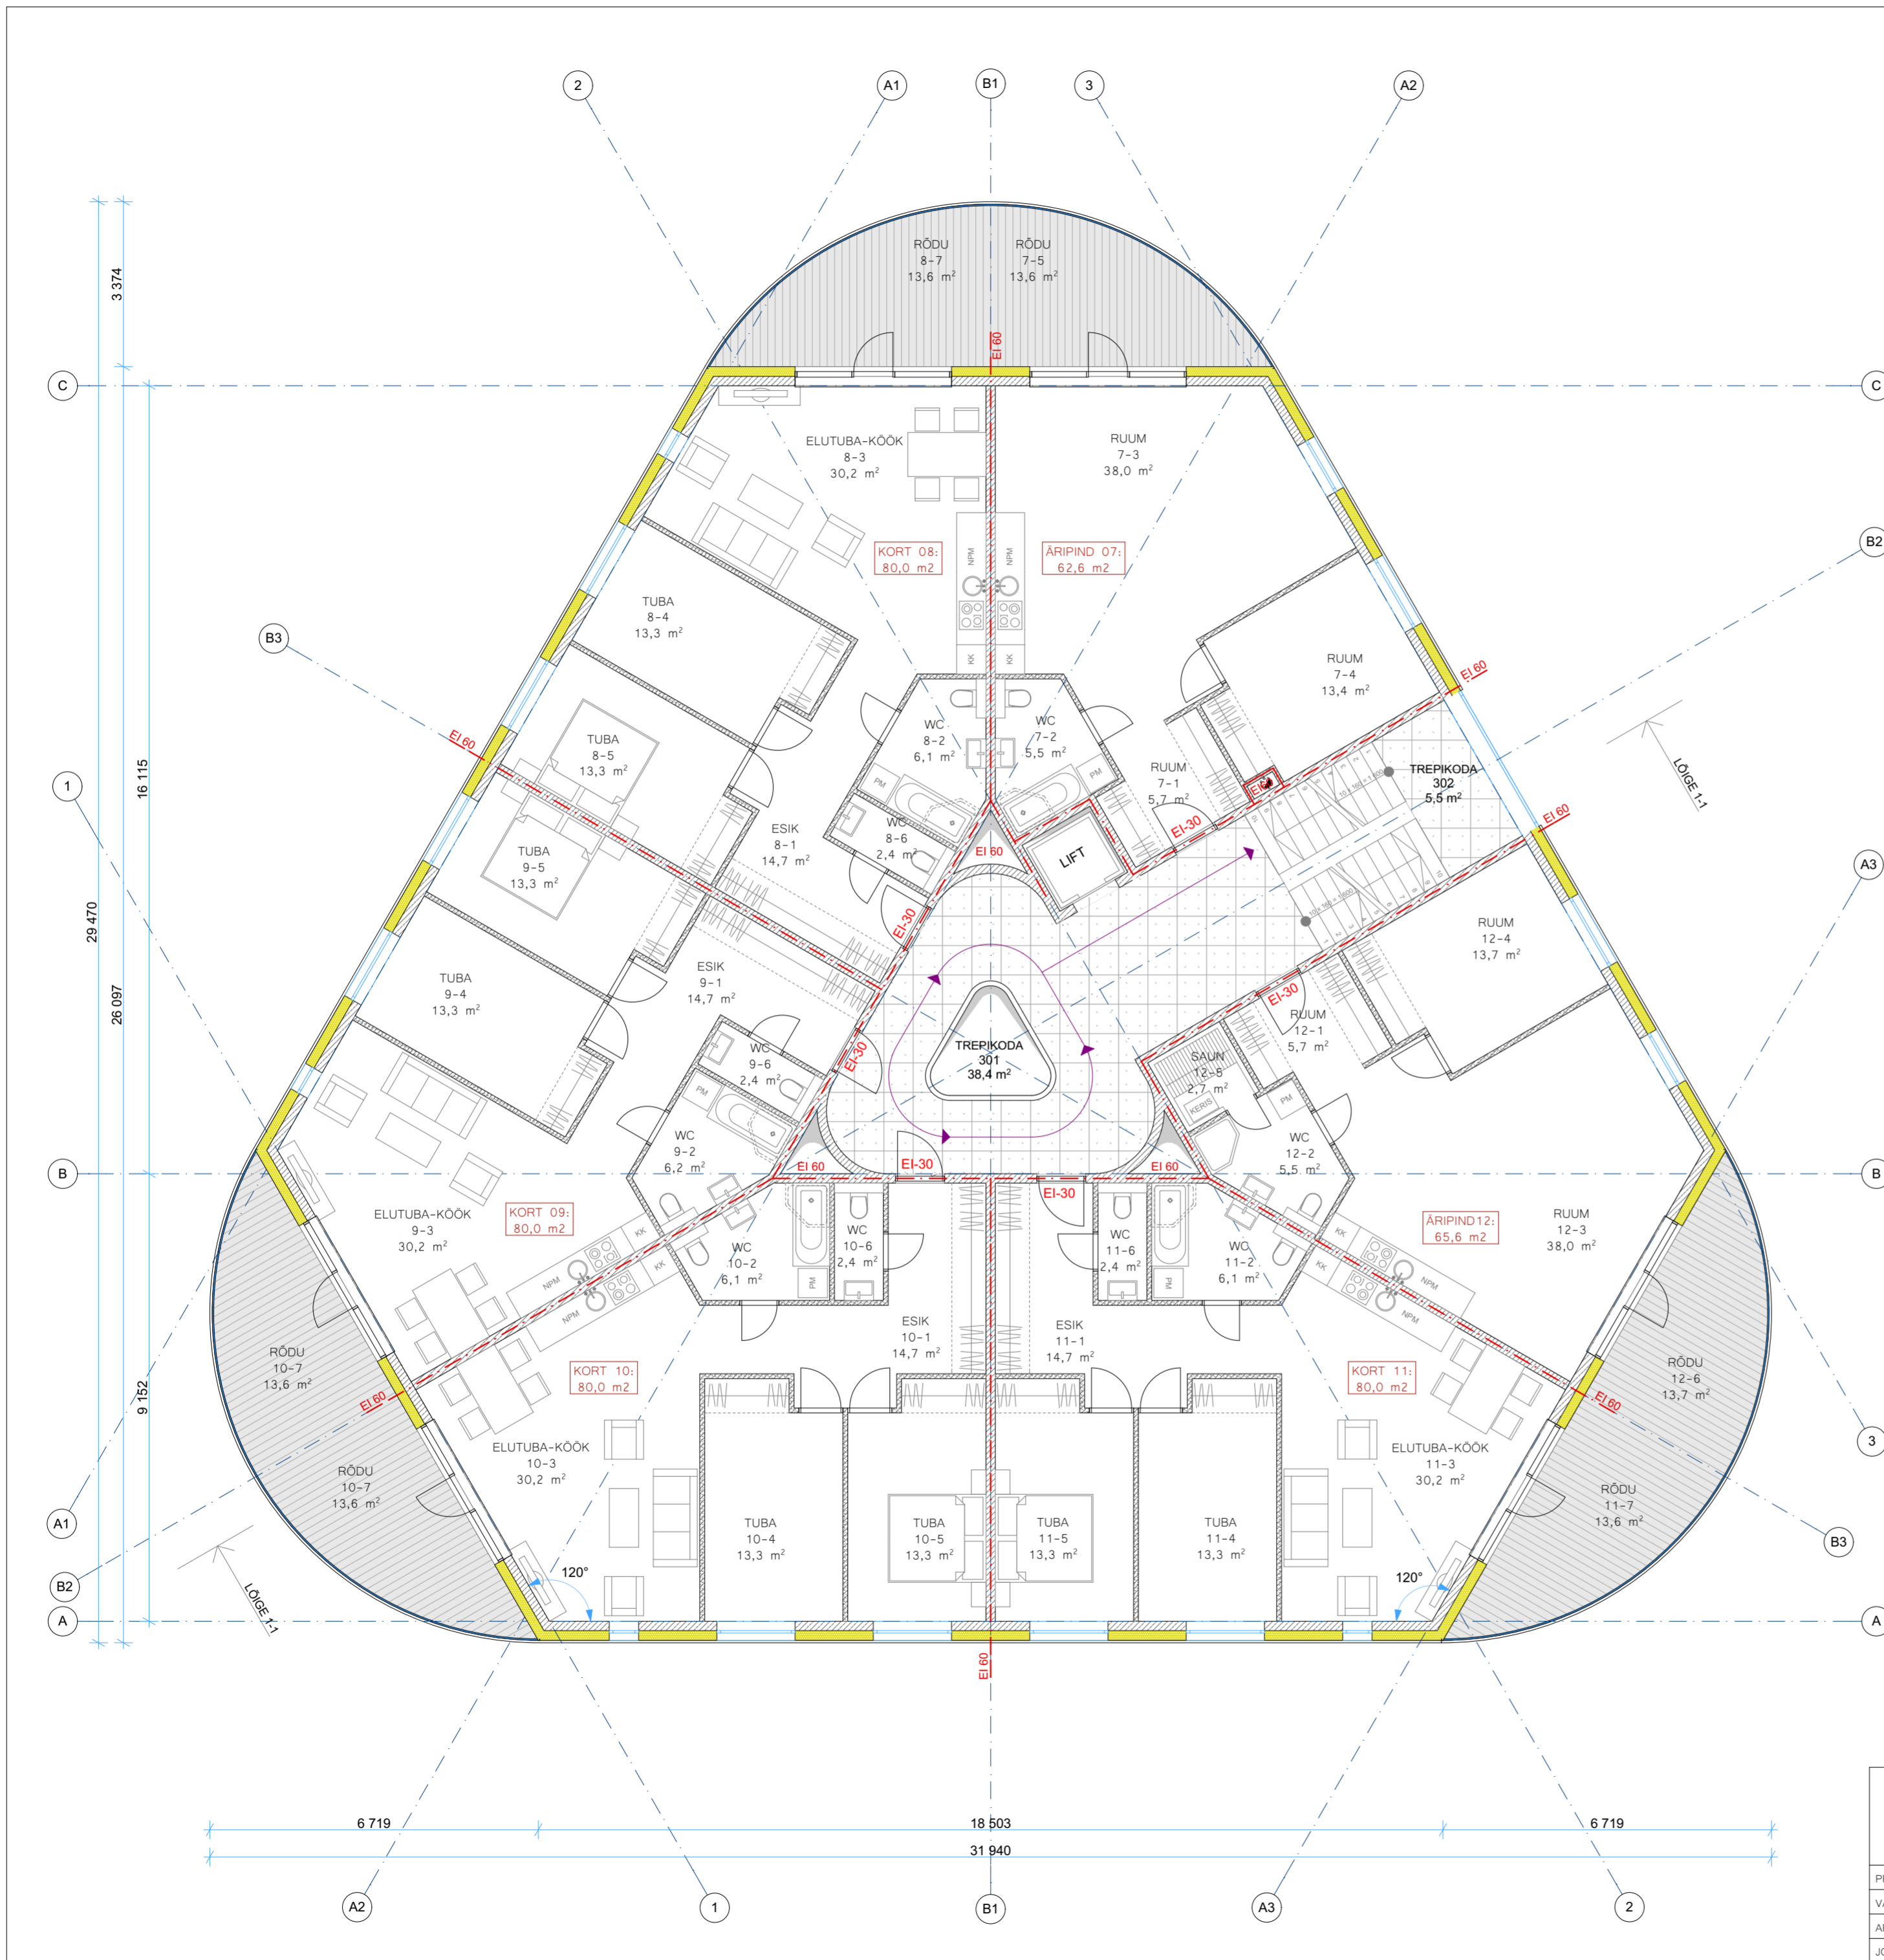 2
A1
B1
3
A2
RÕDU
8-7
13,6 m²
RÕDU
7-5
13,6 m²
3 374
EI 60
C
C
ELUTUBA-KÖÖK
8-3
30,2 m²
RUUM
7-3
38,0 m²
KORT 08:
80,0 m2
ÄRIPIND 07:
62,6 m2
NPM
NPM
B2
TUBA
8-4
13,3 m²
B3
KK
KK
RUUM
7-4
13,4 m²
EI 60
EI 60
TUBA
8-5
13,3 m²
WC
8-2
6,1 m²
WC
7-2
5,5 m²
PM
PM
RUUM
7-1
5,7 m²
TREPIKODA
302
5,5 m²
10 x 160 = 1 600
LÕIGE 1-1
1
16 115
EI 60
TUBA
9-5
13,3 m²
ESIK
8-1
14,7 m²
WC
8-6
2,4 m²
EI 60
LIFT
EI-30
A3
29 470
26 097
EI-30
10 x 160 = 1 600
RUUM
12-4
13,7 m²
TUBA
9-4
13,3 m²
ESIK
9-1
14,7 m²
EI-30
RUUM
12-1
5,7 m²
EI-30
WC
9-6
2,4 m²
TREPIKODA
301
38,4 m²
SAUN
12-5
2,7 m²
KERIS
PM
PM
WC
9-2
6,2 m²
WC
12-2
5,5 m²
B
EI 60
EI-30
EI-30
EI 60
B
ELUTUBA-KÖÖK
9-3
30,2 m²
KORT 09:
80,0 m2
KK
KK
NPM
NPM
WC
10-2
6,1 m²
PM
WC
10-6
2,4 m²
WC
11-6
2,4 m²
PM
WC
11-2
6,1 m²
KK
KK
NPM
NPM
ÄRIPIND12:
65,6 m2
RUUM
12-3
38,0 m²
ESIK
10-1
14,7 m²
ESIK
11-1
14,7 m²
RÕDU
10-7
13,6 m²
9 152
EI 60
KORT 10:
80,0 m2
KORT 11:
80,0 m2
EI 60
RÕDU
12-6
13,7 m²
3
RÕDU
10-7
13,6 m²
ELUTUBA-KÖÖK
10-3
30,2 m²
ELUTUBA-KÖÖK
11-3
30,2 m²
RÕDU
11-7
13,6 m²
A1
B3
TUBA
10-4
13,3 m²
TUBA
10-5
13,3 m²
TUBA
11-5
13,3 m²
TUBA
11-4
13,3 m²
LÕIGE 1-1
B2
120°
120°
A
A
EI 60
6 719
18 503
6 719
31 940
A2
1
B1
A3
2